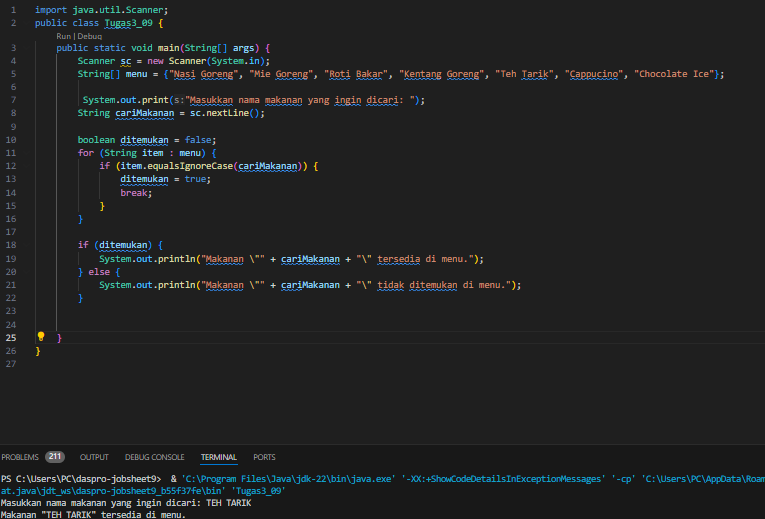 1 import java.util.Scanner;
2 public class Tugas3_09 {
Run | Debug
3 public static void main(String[] args) {
4 Scanner sc = new Scanner(System.in);
5 String[] menu = {"Nasi Goreng", "Mie Goreng", "Roti Bakar", "Kentang Goreng", "Teh Tarik", "Cappucino", "Chocolate Ice"};
6
7 System.out.print(s:"Masukkan nama makanan yang ingin dicari: ");
8 String cariMakanan = sc.nextLine();
9
10 boolean ditemukan = false;
11 for (String item : menu) {
12 if (item.equalsIgnoreCase(cariMakanan)) {
13 ditemukan = true;
14 break;
15 }
16 }
17
18 if (ditemukan) {
19 System.out.println("Makanan \"" + cariMakanan + "\" tersedia di menu.");
20 } else {
21 System.out.println("Makanan \"" + cariMakanan + "\" tidak ditemukan di menu.");
22 }
23
24
25 }
26 }
27
PROBLEMS 211 OUTPUT DEBUG CONSOLE TERMINAL PORTS
PS C:\Users\PC\daspro-jobsheet9> & 'C:\Program Files\Java\jdk-22\bin\java.exe' '-XX:+ShowCodeDetailsInExceptionMessages' '-cp' 'C:\Users\PC\AppData\Roam
at.java\jdt_ws\daspro-jobsheet9_b55f37fe\bin' 'Tugas3_09'
Masukkan nama makanan yang ingin dicari: TEH TARIK
Makanan "TEH TARIK" tersedia di menu.